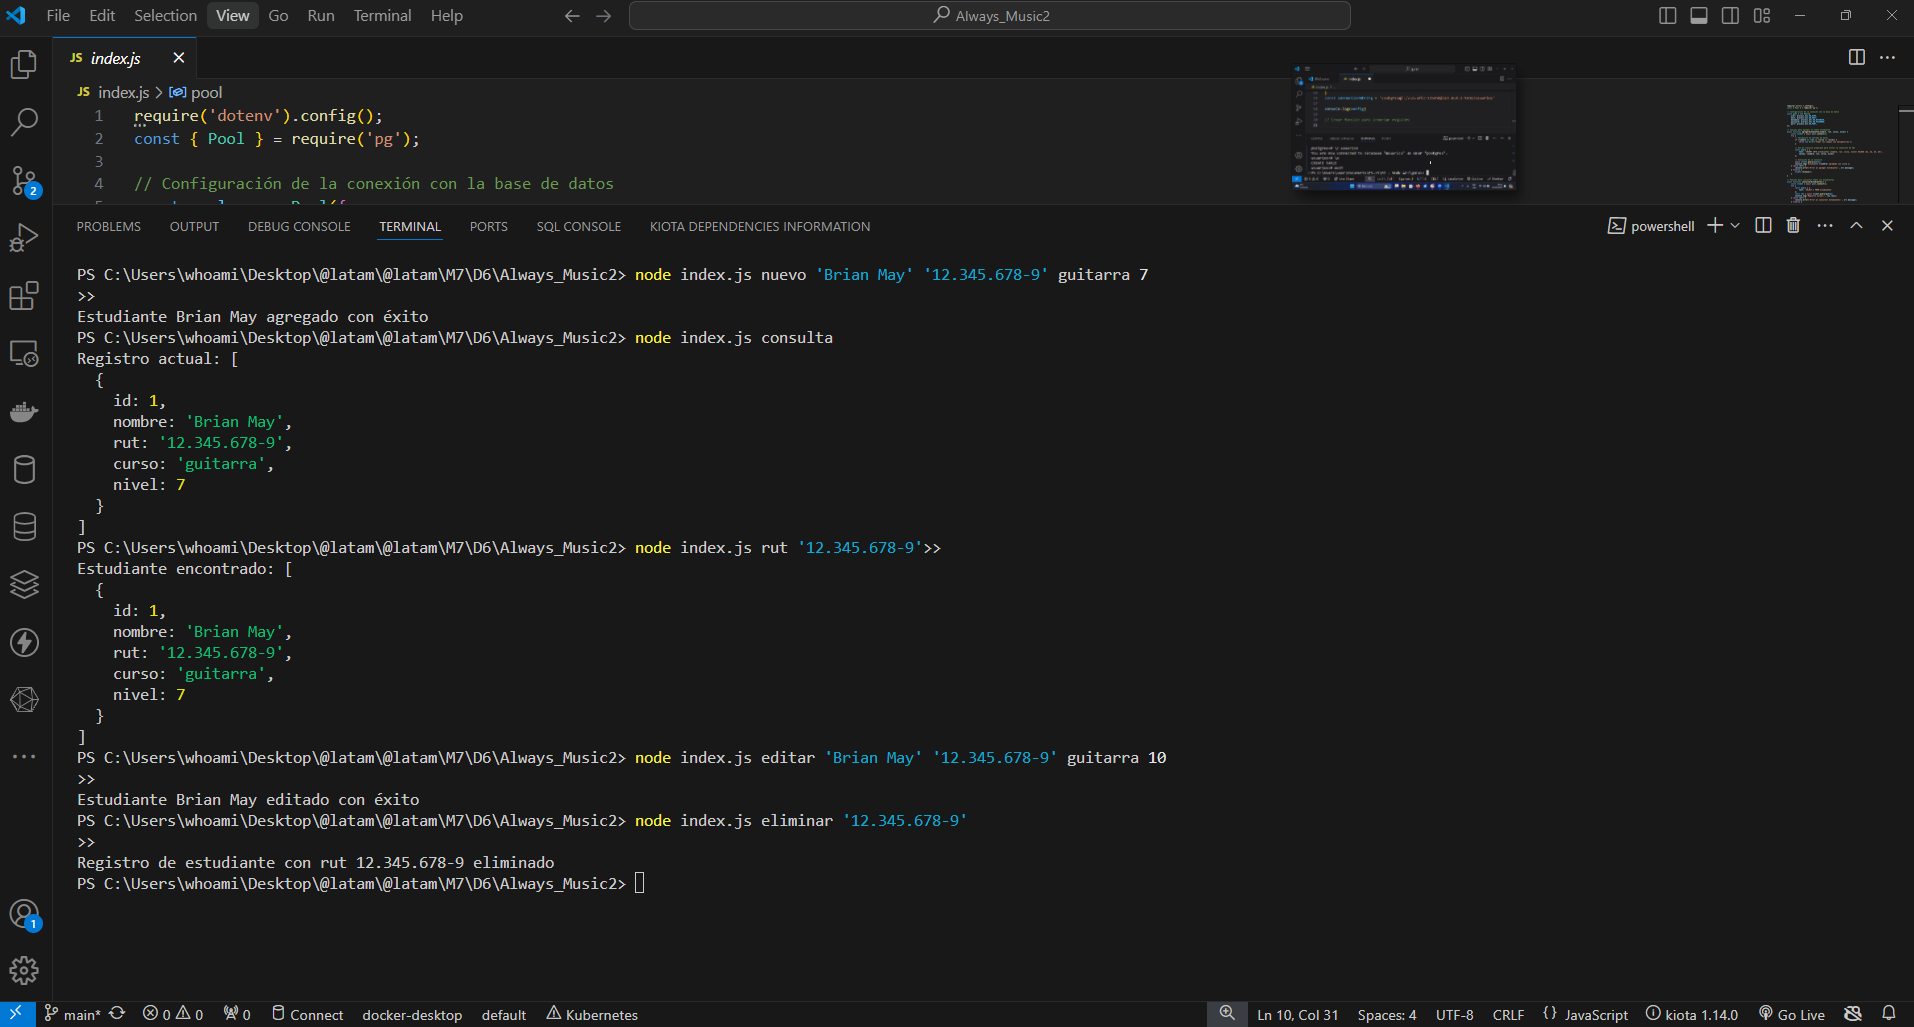 File Edit Selection View Go Run Terminal Help
Always_Music2
JS index.js
JS index.js > pool
1 require('dotenv').config();
2 const { Pool } = require('pg');
3
4 // Configuración de la conexión con la base de datos
PROBLEMS OUTPUT DEBUG CONSOLE TERMINAL PORTS SQL CONSOLE KIOTA DEPENDENCIES INFORMATION
powershell
PS C:\Users\whoami\Desktop\@latam\@latam\M7\D6\Always_Music2> node index.js nuevo 'Brian May' '12.345.678-9' guitarra 7
>>
Estudiante Brian May agregado con éxito
PS C:\Users\whoami\Desktop\@latam\@latam\M7\D6\Always_Music2> node index.js consulta
Registro actual: [
{
id: 1,
nombre: 'Brian May',
rut: '12.345.678-9',
curso: 'guitarra',
nivel: 7
}
]
PS C:\Users\whoami\Desktop\@latam\@latam\M7\D6\Always_Music2> node index.js rut '12.345.678-9'>>
Estudiante encontrado: [
{
id: 1,
nombre: 'Brian May',
rut: '12.345.678-9',
curso: 'guitarra',
nivel: 7
}
]
PS C:\Users\whoami\Desktop\@latam\@latam\M7\D6\Always_Music2> node index.js editar 'Brian May' '12.345.678-9' guitarra 10
>>
Estudiante Brian May editado con éxito
PS C:\Users\whoami\Desktop\@latam\@latam\M7\D6\Always_Music2> node index.js eliminar '12.345.678-9'
>>
Registro de estudiante con rut 12.345.678-9 eliminado
PS C:\Users\whoami\Desktop\@latam\@latam\M7\D6\Always_Music2>
2
1
main* 0 0 0 Connect docker-desktop default Kubernetes
Ln 10, Col 31 Spaces: 4 UTF-8 CRLF {} JavaScript kiota 1.14.0 Go Live